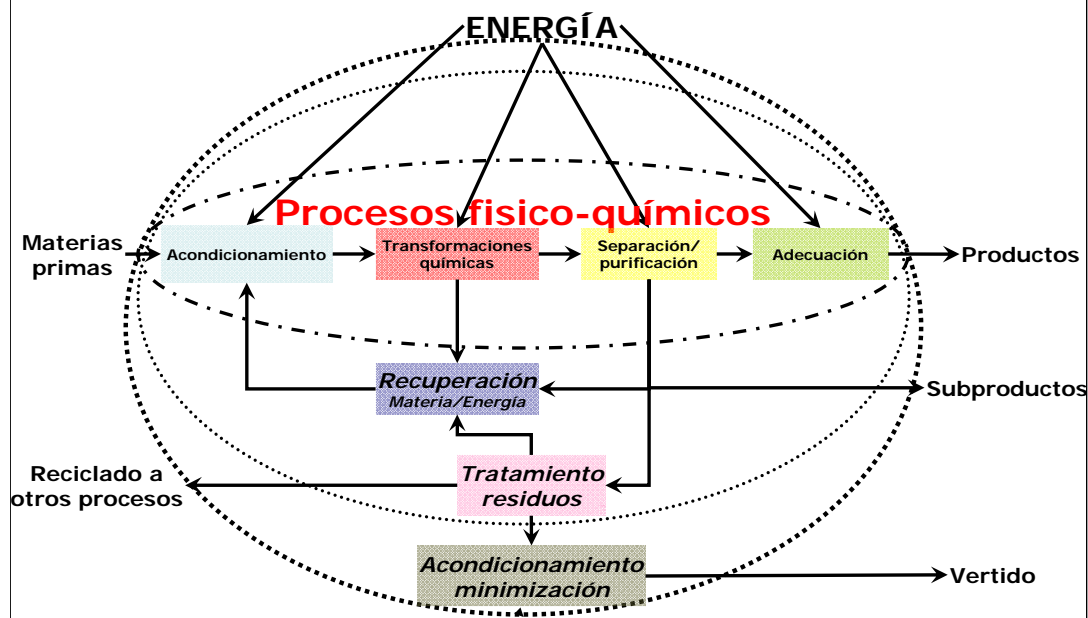 ENERGÍA
Procesos fisico-químicos
Materias
primas
Acondicionamiento
Transformaciones
químicas
Separación/
purificación
Adecuación
Productos
Recuperación
Materia/Energía
Subproductos
Reciclado a
otros procesos
Tratamiento
residuos
Acondicionamiento
minimización
Vertido